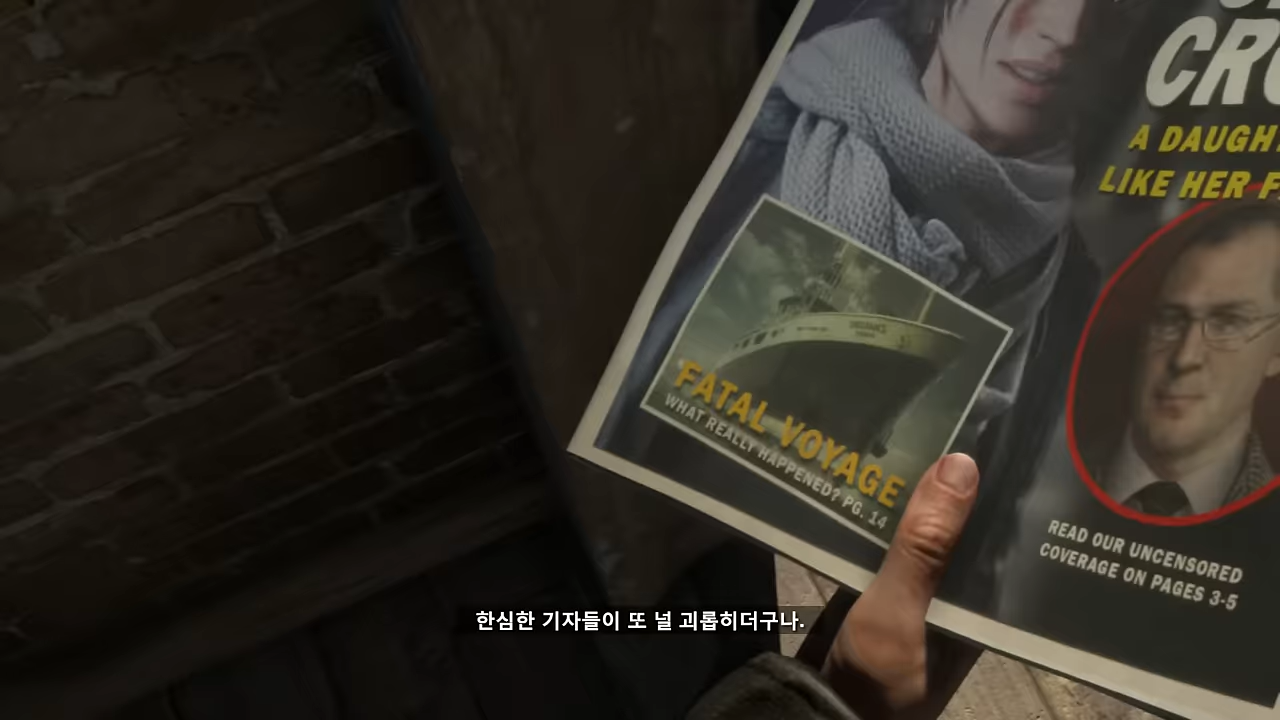 CR
A DAUGH
LIKE HER F
FATAL VOYAGE
WHAT REALLY HAPPENED? PG. 14
READ OUR UNCENSORED
COVERAGE ON PAGES 3-5
한심한 기자들이 또 널 괴롭히더구나.